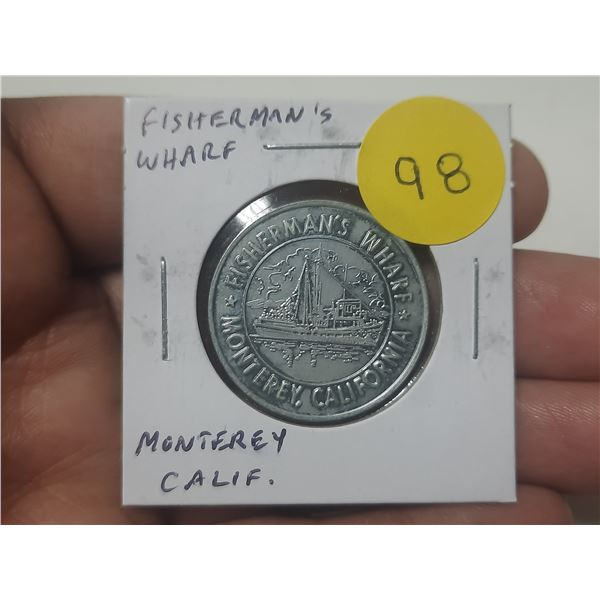 FISHERMAN'S
WHARF
98
★ FISHERMAN'S WHARF ★
MONTEREY, CALIFORNIA
MONTEREY
CALIF.